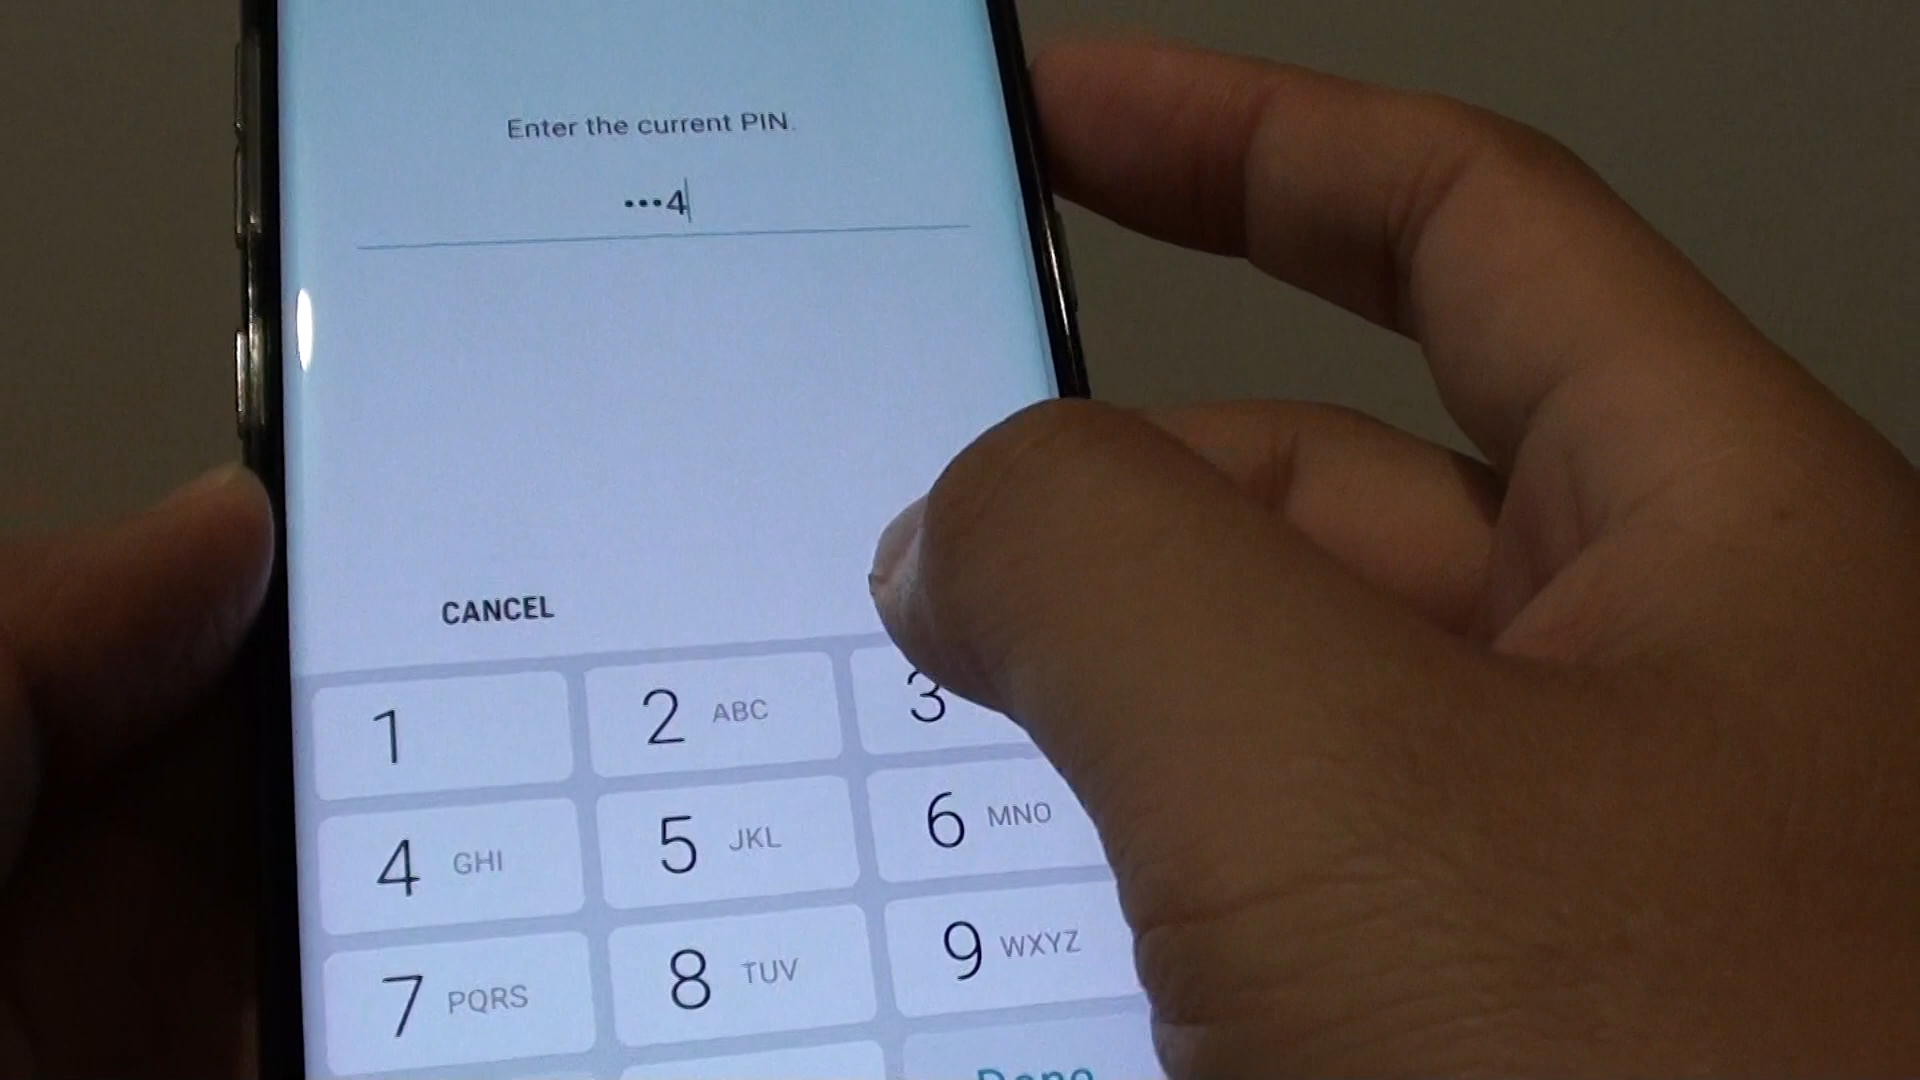 Enter the current PIN.
•••4
CANCEL
1
2 ABC
3
4 GHI
5 JKL
6 MNO
7 PQRS
8 TUV
9 WXYZ
Done